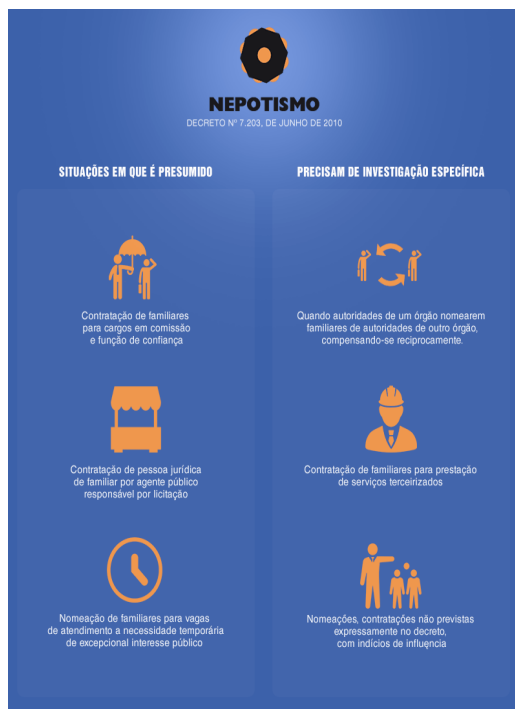 NEPOTISMO
DECRETO Nº 7.203, DE JUNHO DE 2010
SITUAÇÕES EM QUE É PRESUMIDO
Contratação de familiares
para cargos em comissão
e função de confiança
Contratação de pessoa jurídica
de familiar por agente público
responsável por licitação
Nomeação de familiares para vagas
de atendimento a necessidade temporária
de excepcional interesse público
PRECISAM DE INVESTIGAÇÃO ESPECÍFICA
Quando autoridades de um órgão nomearem
familiares de autoridades de outro órgão,
compensando-se reciprocamente.
Contratação de familiares para prestação
de serviços terceirizados
Nomeações, contratações não previstas
expressamente no decreto,
com indícios de influência